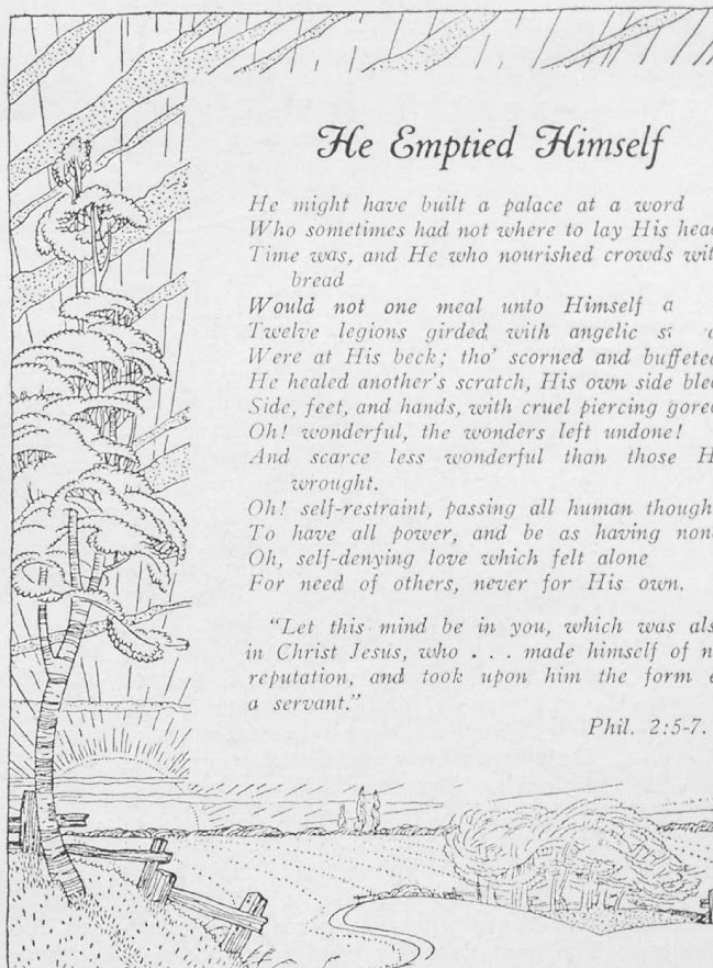 He Emptied Himself
He might have built a palace at a word
Who sometimes had not where to lay His head
Time was, and He who nourished crowds with
bread
Would not one meal unto Himself a
Twelve legions girded with angelic
Were at His beck; tho' scorned and buffeted
He healed another's scratch, His own side bled
Side, feet, and hands, with cruel piercing gored
Oh! wonderful, the wonders left undone!
And scarce less wonderful than those He
wrought.
Oh! self-restraint, passing all human thought
To have all power, and be as having none
Oh, self-denying love which felt alone
For need of others, never for His own.
"Let this mind be in you, which was also
in Christ Jesus, who . . . made himself of no
reputation, and took upon him the form
a servant."
Phil. 2:5-7.